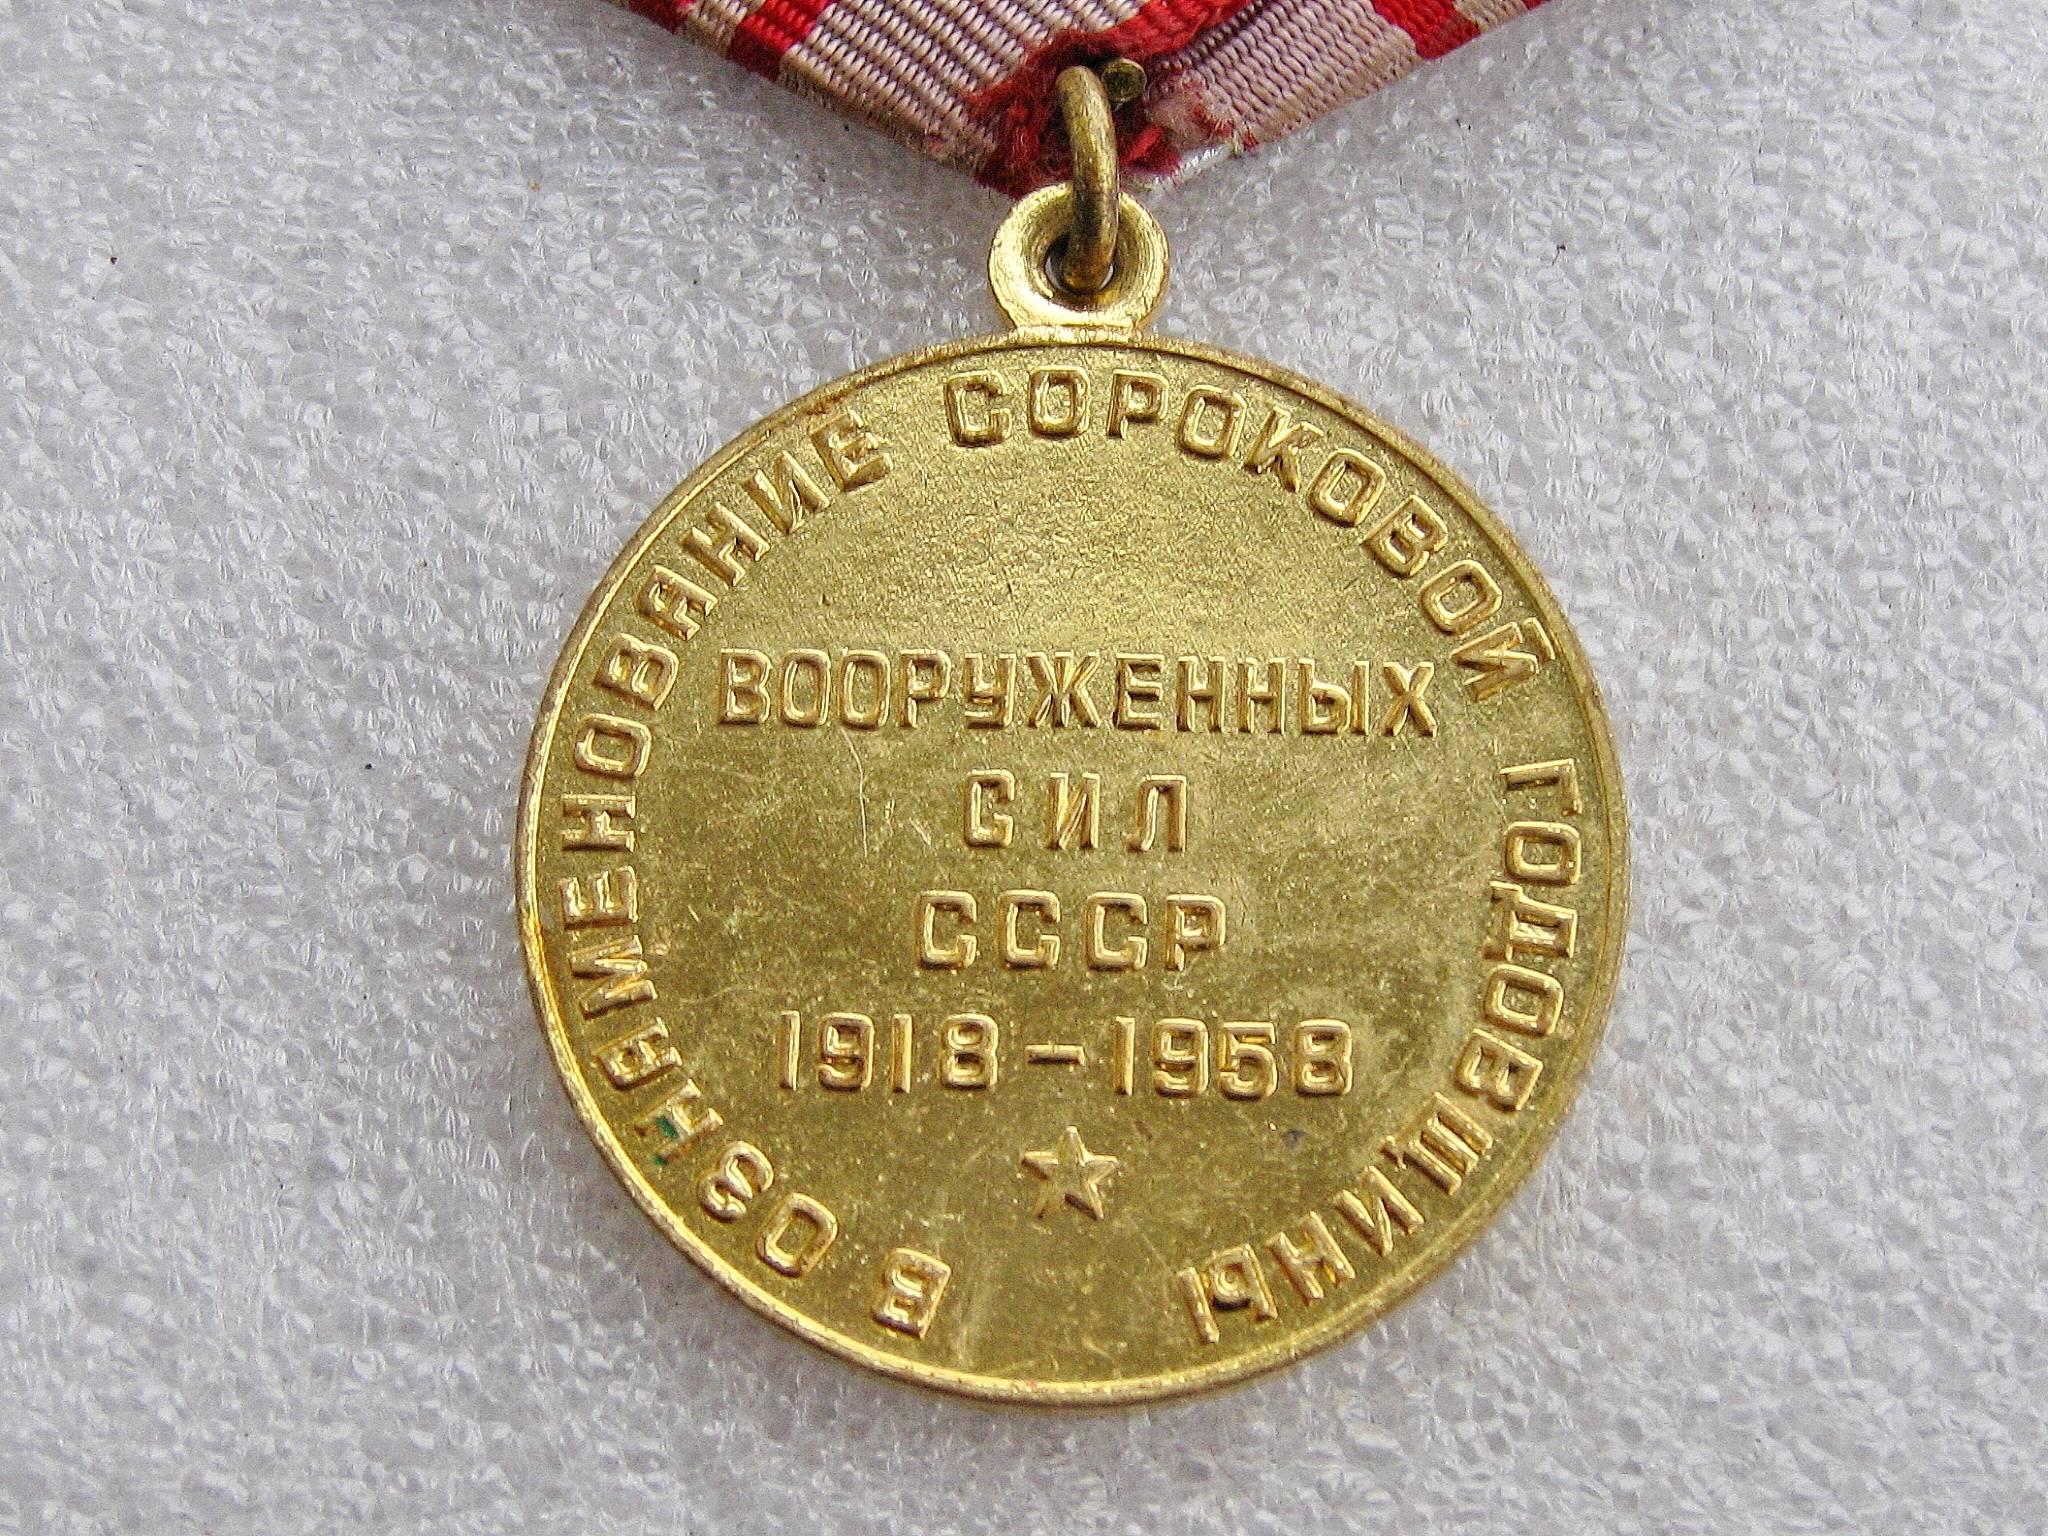 В ОЗНАМЕНОВАНИЕ СОРОКОВОЙ ГОДОВЩИНЫ
ВООРУЖЕННЫХ
СИЛ
СССР
1918-1958